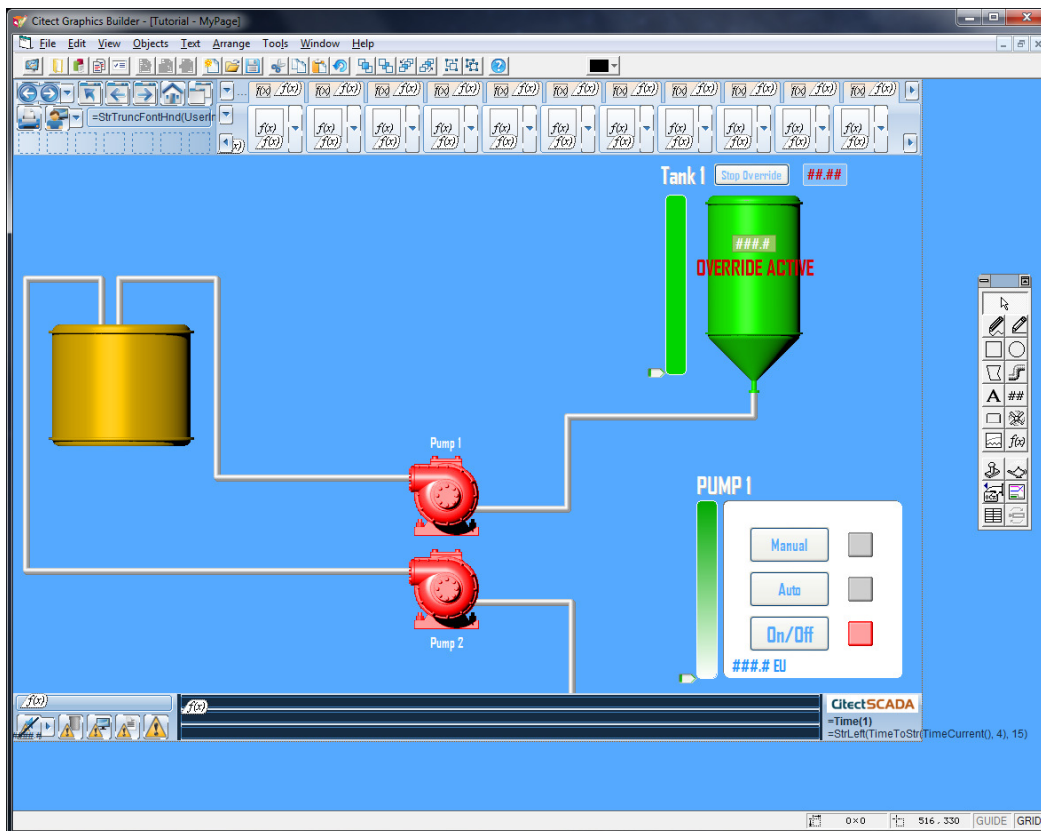 Citect Graphics Builder - [Tutorial - MyPage]
File Edit View Objects Text Arrange Tools Window Help
... f(x) f(x) f(x) f(x) f(x) f(x) f(x) f(x) f(x) f(x) f(x) f(x) f(x) f(x) f(x) f(x) f(x) f(x) f(x) f(x) f(x) f(x)
=StrTruncFontHnd(UserIn
f(x) f(x) f(x) f(x) f(x) f(x) f(x) f(x) f(x) f(x) f(x)
x) f(x) f(x) f(x) f(x) f(x) f(x) f(x) f(x) f(x) f(x) f(x)
Tank 1 Stop Override ##.##
###.#
OVERRIDE ACTIVE
A ##
f(x)
Pump 1
PUMP 1
Manual
Auto
On/Off
Pump 2
###.# EU
f(x) f(x)
CitectSCADA
=Time(1)
=StrLeft(TimeToStr(TimeCurrent(), 4), 15)
0×0 516 , 330 GUIDE GRID